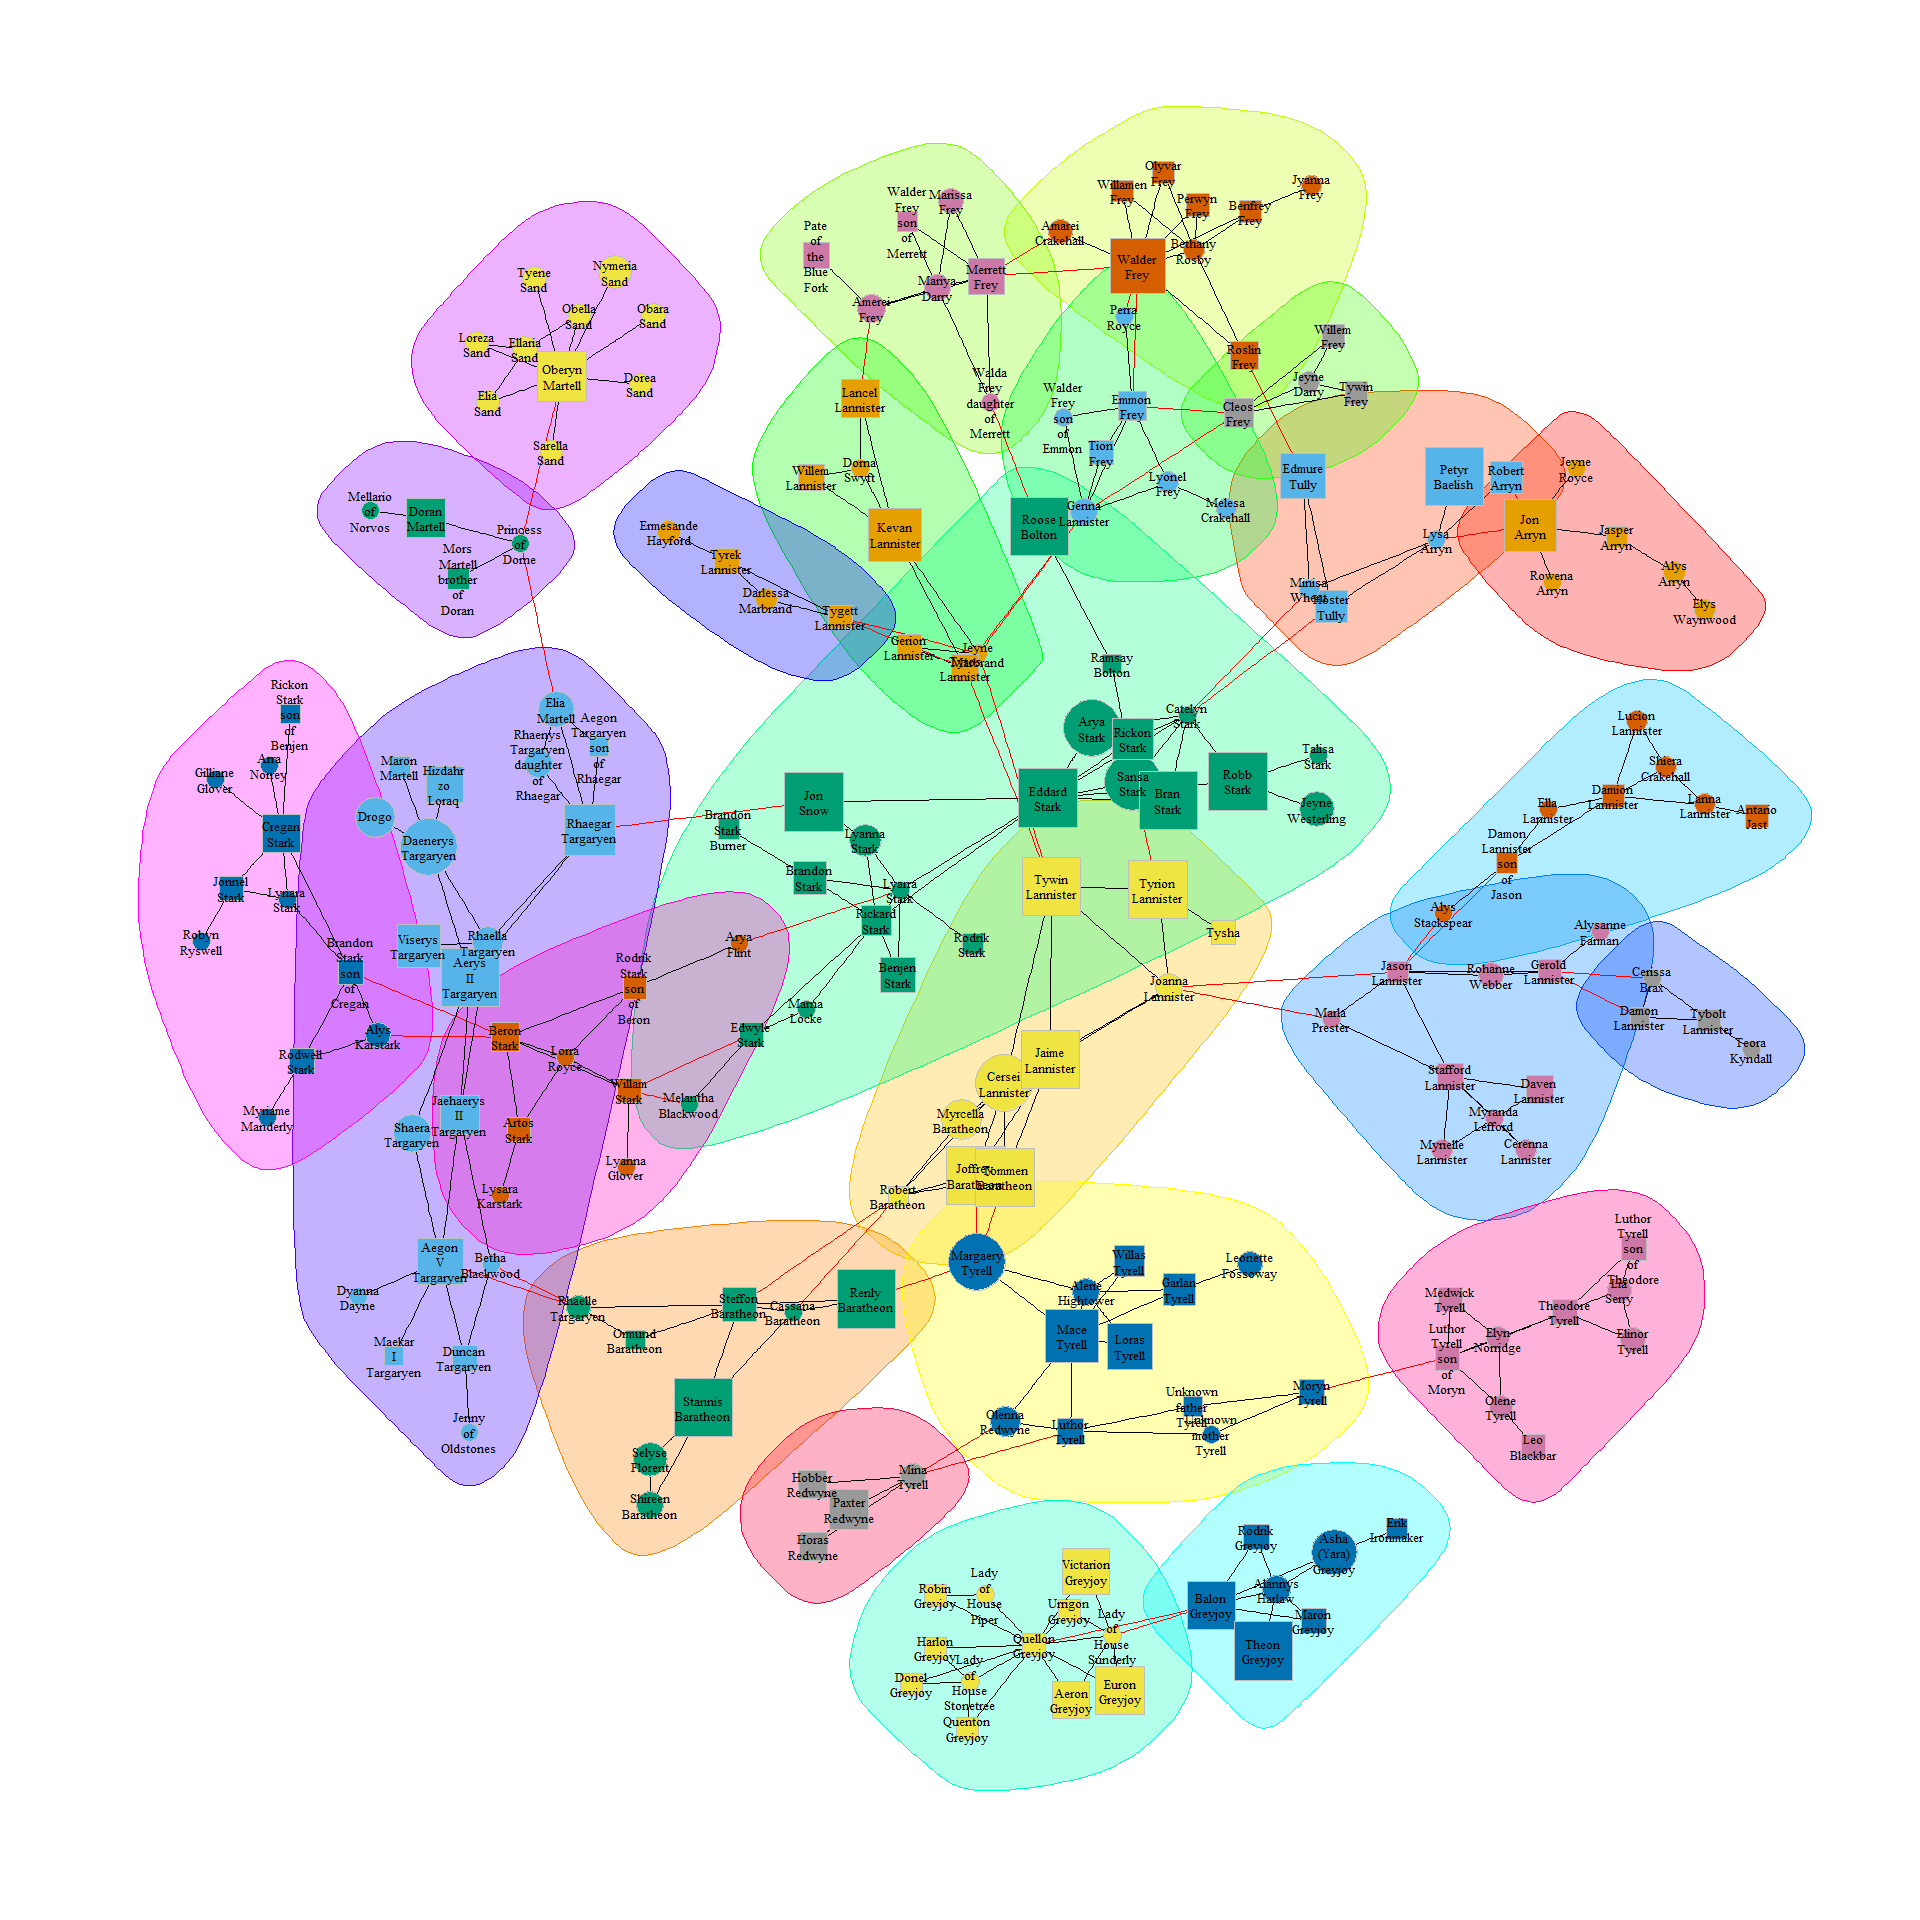 Olyvar
Frey
Willamen
Frey
Jyanna
Frey
Perwyn
Frey
Benfrey
Frey
Walder
Frey
son
of
Merrett
Marissa
Frey
Amarei
Crakehall
Bethany
Rosby
Pate
of
the
Blue
Fork
Walder
Frey
Merrett
Frey
Mariya
Darry
Amerei
Frey
Tyene
Sand
Nymeria
Sand
Obella
Sand
Obara
Sand
Loreza
Sand
Ellaria
Sand
Oberyn
Martell
Dorea
Sand
Elia
Sand
Sarella
Sand
Perra
Royce
Willem
Frey
Roslin
Frey
Jeyne
Darry
Tywin
Frey
Cleos
Frey
Lancel
Lannister
Walda
Frey
daughter
of
Merrett
Walder
Frey
son
of
Emmon
Emmon
Frey
Tion
Frey
Lyonel
Frey
Melesa
Crakehall
Genna
Lannister
Roose
Bolton
Willem
Lannister
Dorna
Swyft
Kevan
Lannister
Edmure
Tully
Petyr
Baelish
Robert
Arryn
Jeyne
Royce
Jon
Arryn
Lysa
Arryn
Jasper
Arryn
Rowena
Arryn
Alys
Arryn
Elys
Waynwood
Minisa
Whent
Hoster
Tully
Mellario
of
Norvos
Doran
Martell
Princess
of
Dorne
Mors
Martell
brother
of
Doran
Ermesande
Hayford
Tyrek
Lannister
Darlessa
Marbrand
Tygett
Lannister
Gerion
Lannister
Jeyne
Marbrand
Lannister
Ramsay
Bolton
Arya
Stark
Rickon
Stark
Catelyn
Stark
Sansa
Stark
Bran
Stark
Robb
Stark
Talisa
Stark
Jeyne
Westerling
Eddard
Stark
Jon
Snow
Brandon
Stark
Burner
Lyanna
Stark
Brandon
Stark
Lyarra
Stark
Rickard
Stark
Rodrik
Stark
Benjen
Stark
Marna
Locke
Edwyle
Stark
Melantha
Blackwood
Rickon
Stark
son
of
Benjen
Arra
Norrey
Gilliane
Glover
Cregan
Stark
Jonnel
Stark
Lynara
Stark
Robyn
Ryswell
Brandon
Stark
son
of
Cregan
Alys
Karstark
Rodwell
Stark
Myriame
Manderly
Elia
Martell
Aegon
Targaryen
son
of
Rhaegar
Rhaenys
Targaryen
daughter
of
Rhaegar
Maron
Martell
Hizdahr
zo
Loraq
Drogo
Daenerys
Targaryen
Rhaegar
Targaryen
Viserys
Targaryen
Rhaella
Targaryen
Aerys
II
Targaryen
Jaehaerys
II
Targaryen
Shaera
Targaryen
Aegon
V
Targaryen
Betha
Blackwood
Dyanna
Dayne
Maekar
I
Targaryen
Duncan
Targaryen
Jenny
of
Oldstones
Arya
Flint
Rodrik
Stark
son
of
Beron
Beron
Stark
Lorra
Royce
Willam
Stark
Artos
Stark
Lyanna
Glover
Lysara
Karstark
Tywin
Lannister
Tyrion
Lannister
Tysha
Joanna
Lannister
Jaime
Lannister
Cersei
Lannister
Myrcella
Baratheon
Joffrey
Baratheon
Tommen
Baratheon
Robert
Baratheon
Lucion
Lannister
Shiera
Crakehall
Damion
Lannister
Ella
Lannister
Lanna
Lannister
Antario
Jast
Damon
Lannister
son
of
Jason
Alys
Stackspear
Alysanne
Farman
Jason
Lannister
Rohanne
Webber
Gerold
Lannister
Cerissa
Brax
Damon
Lannister
Tybolt
Lannister
Teora
Kyndall
Marla
Prester
Stafford
Lannister
Daven
Lannister
Myranda
Lefford
Myrielle
Lannister
Cerenna
Lannister
Rhaelle
Targaryen
Ormund
Baratheon
Steffon
Baratheon
Cassana
Baratheon
Renly
Baratheon
Stannis
Baratheon
Selyse
Florent
Shireen
Baratheon
Margaery
Tyrell
Willas
Tyrell
Leonette
Fossoway
Alerie
Hightower
Garlan
Tyrell
Mace
Tyrell
Loras
Tyrell
Olenna
Redwyne
Luthor
Tyrell
Unknown
father
Tyrell
Unknown
mother
Tyrell
Moryn
Tyrell
Luthor
Tyrell
son
of
Theodore
Lia
Serry
Medwick
Tyrell
Theodore
Tyrell
Elinor
Tyrell
Luthor
Tyrell
son
of
Moryn
Elyn
Norridge
Olene
Tyrell
Leo
Blackbar
Hobber
Redwyne
Mina
Tyrell
Paxter
Redwyne
Horas
Redwyne
Victarion
Greyjoy
Robin
Greyjoy
Lady
of
House
Piper
Urrigon
Greyjoy
Lady
of
House
Sunderly
Quellon
Greyjoy
Harlon
Greyjoy
Lady
of
House
Stonetree
Donel
Greyjoy
Quenton
Greyjoy
Aeron
Greyjoy
Euron
Greyjoy
Rodrik
Greyjoy
Asha
(Yara)
Greyjoy
Erik
Ironmaker
Alannys
Harlaw
Balon
Greyjoy
Maron
Greyjoy
Theon
Greyjoy